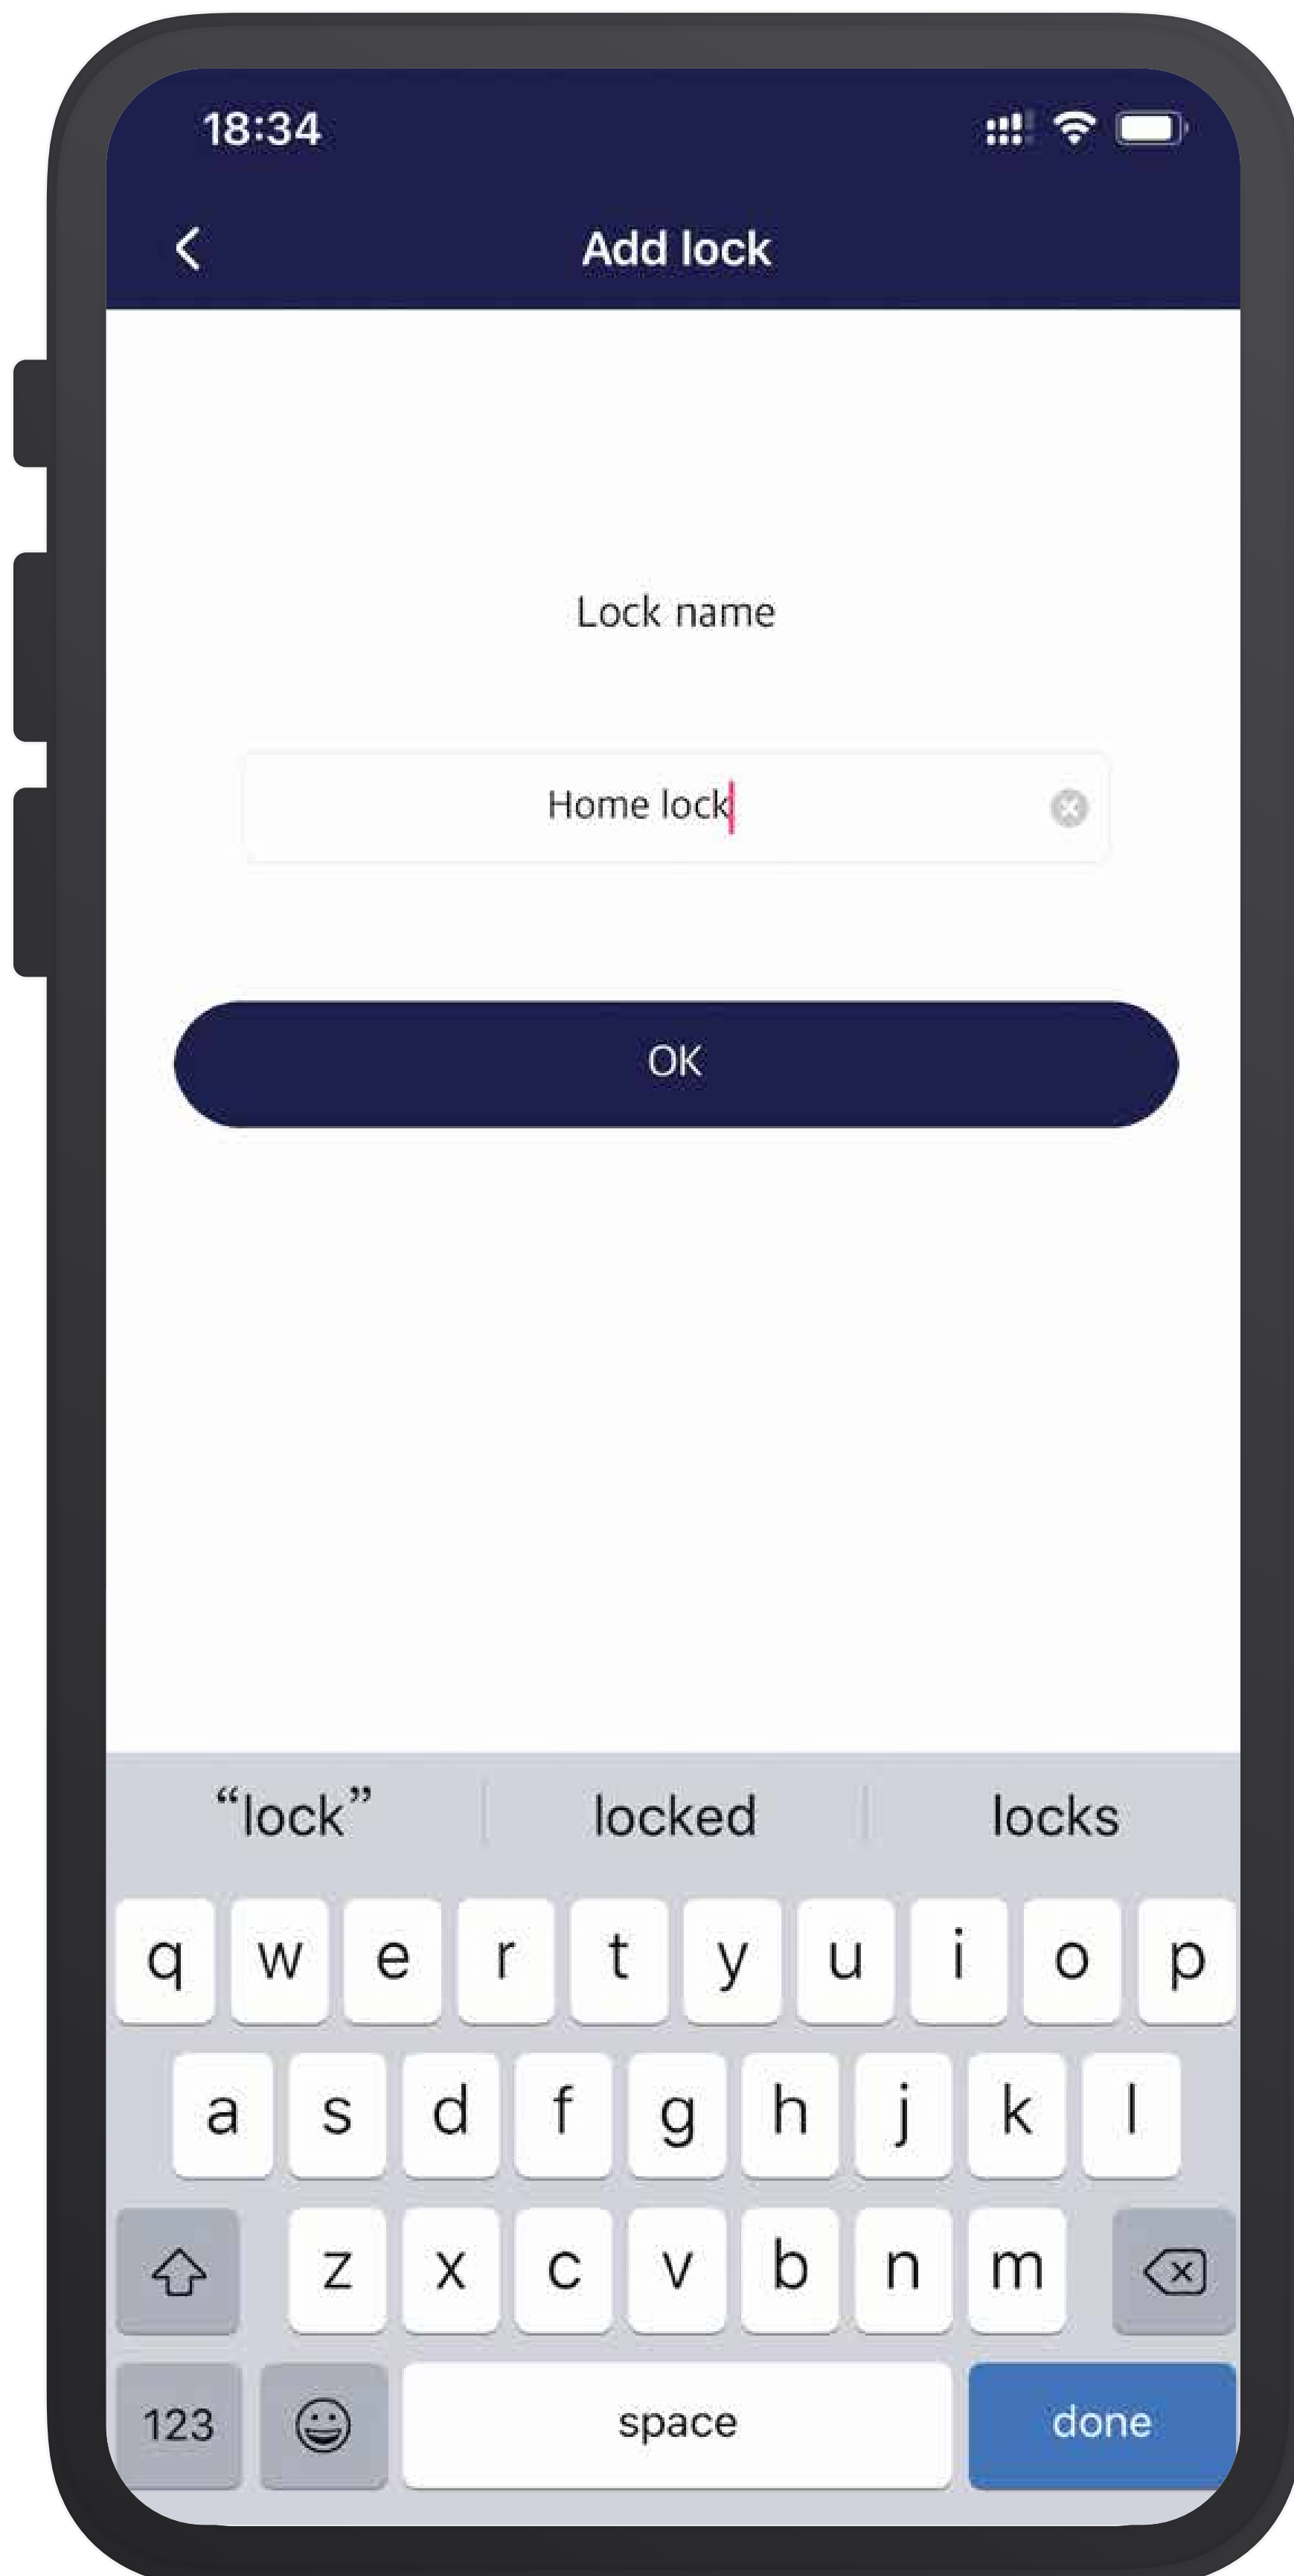 18:34
Add lock
Lock name
Home lock
OK
“lock” locked locks
q w e r t y u i o p
a s d f g h j k l
z x c v b n m
123 space done